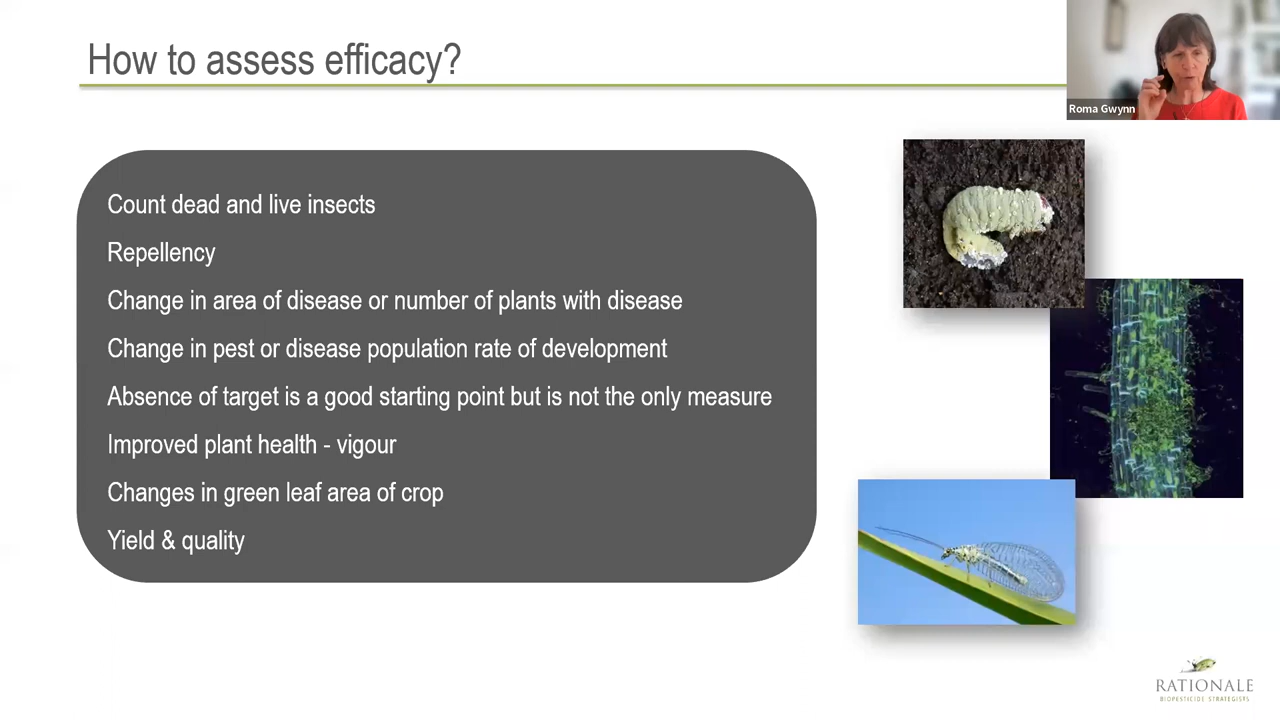 How to assess efficacy?
Roma Gwynn
Count dead and live insects
Repellency
Change in area of disease or number of plants with disease
Change in pest or disease population rate of development
Absence of target is a good starting point but is not the only measure
Improved plant health - vigour
Changes in green leaf area of crop
Yield & quality
RATIONALE
BIOPESTICIDE STRATEGISTS